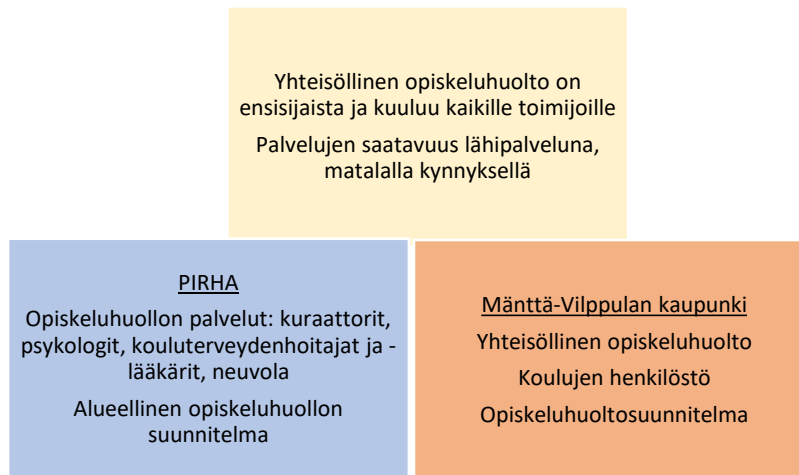 Yhteisöllinen opiskeluhuolto on
ensisijaista ja kuuluu kaikille toimijoille
Palvelujen saatavuus lähipalveluna,
matalalla kynnyksellä
PIRHA
Opiskeluhuollon palvelut: kuraattorit,
psykologit, kouluterveydenhoitajat ja -
lääkärit, neuvola
Alueellinen opiskeluhuollon
suunnitelma
Mänttä-Vilppulan kaupunki
Yhteisöllinen opiskeluhuolto
Koulujen henkilöstö
Opiskeluhuoltosuunnitelma